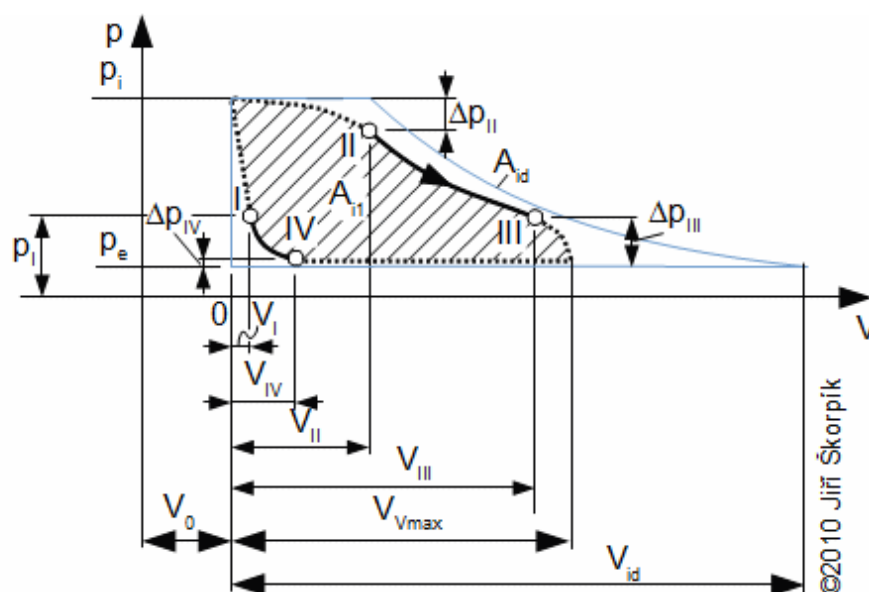 p
p_i
Δp_II
II
A_id
I
A_i1
Δp_IV
IV
III
Δp_III
p_I
p_e
0
V_I
V
V_IV
V_II
V_III
V_0
V_Vmax
V_id
©2010 Jiří Škorpík